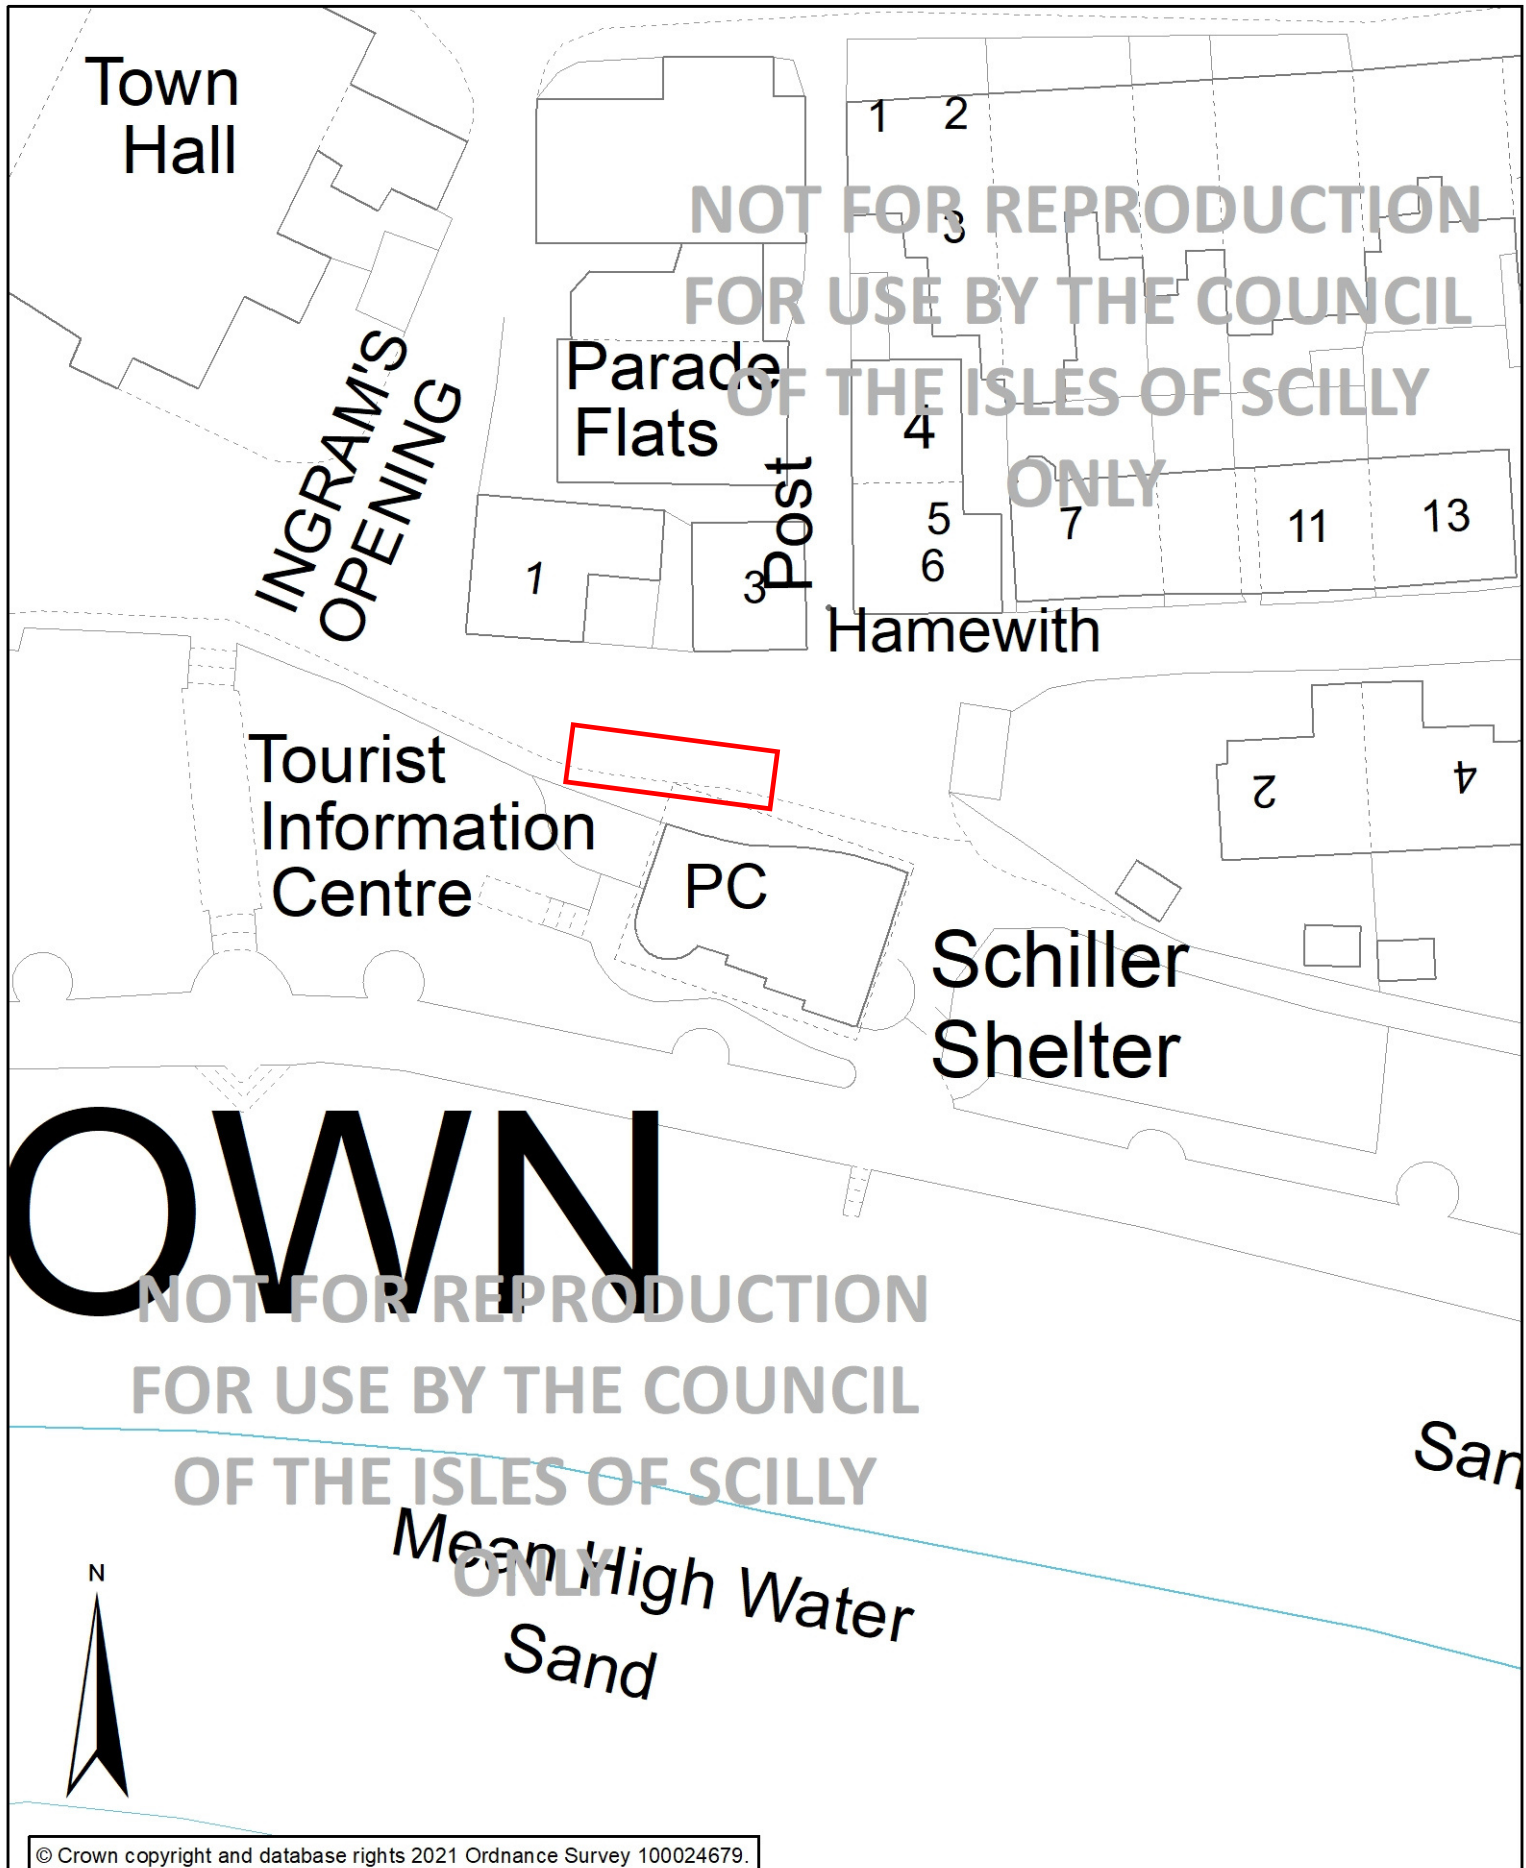 Town
Hall
1 2
3
NOT FOR REPRODUCTION
FOR USE BY THE COUNCIL
OF THE ISLES OF SCILLY
ONLY
INGRAM'S
OPENING
Parade
Flats
Post
4
5
6
7
11
13
1
3
Hamewith
Tourist
Information
Centre
PC
2
4
Schiller
Shelter
OWN
NOT FOR REPRODUCTION
FOR USE BY THE COUNCIL
OF THE ISLES OF SCILLY
ONLY
San
Mean High Water
Sand
N
© Crown copyright and database rights 2021 Ordnance Survey 100024679.